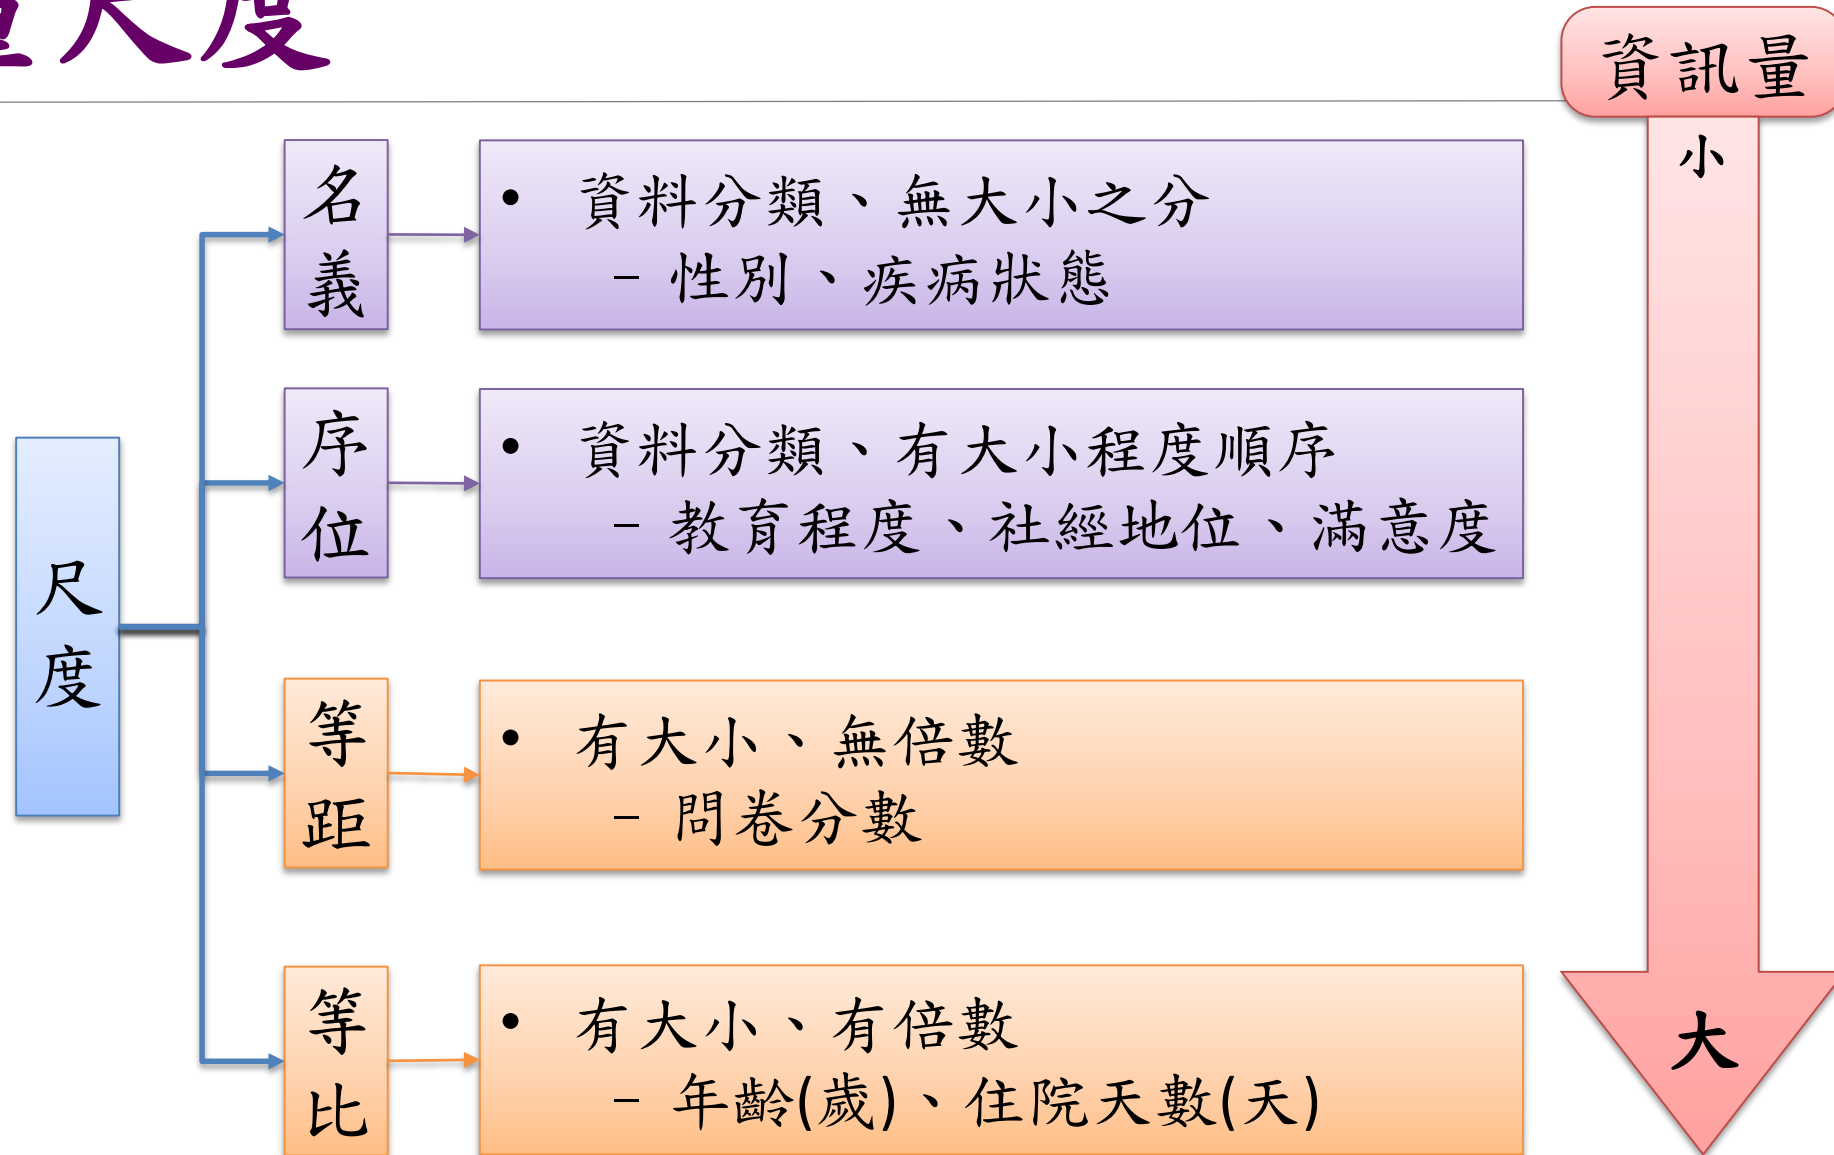 量尺度
資訊量
小
名義
• 資料分類、無大小之分
– 性別、疾病狀態
序位
• 資料分類、有大小程度順序
– 教育程度、社經地位、滿意度
尺度
等距
• 有大小、無倍數
– 問卷分數
等比
• 有大小、有倍數
– 年齡(歲)、住院天數(天)
大